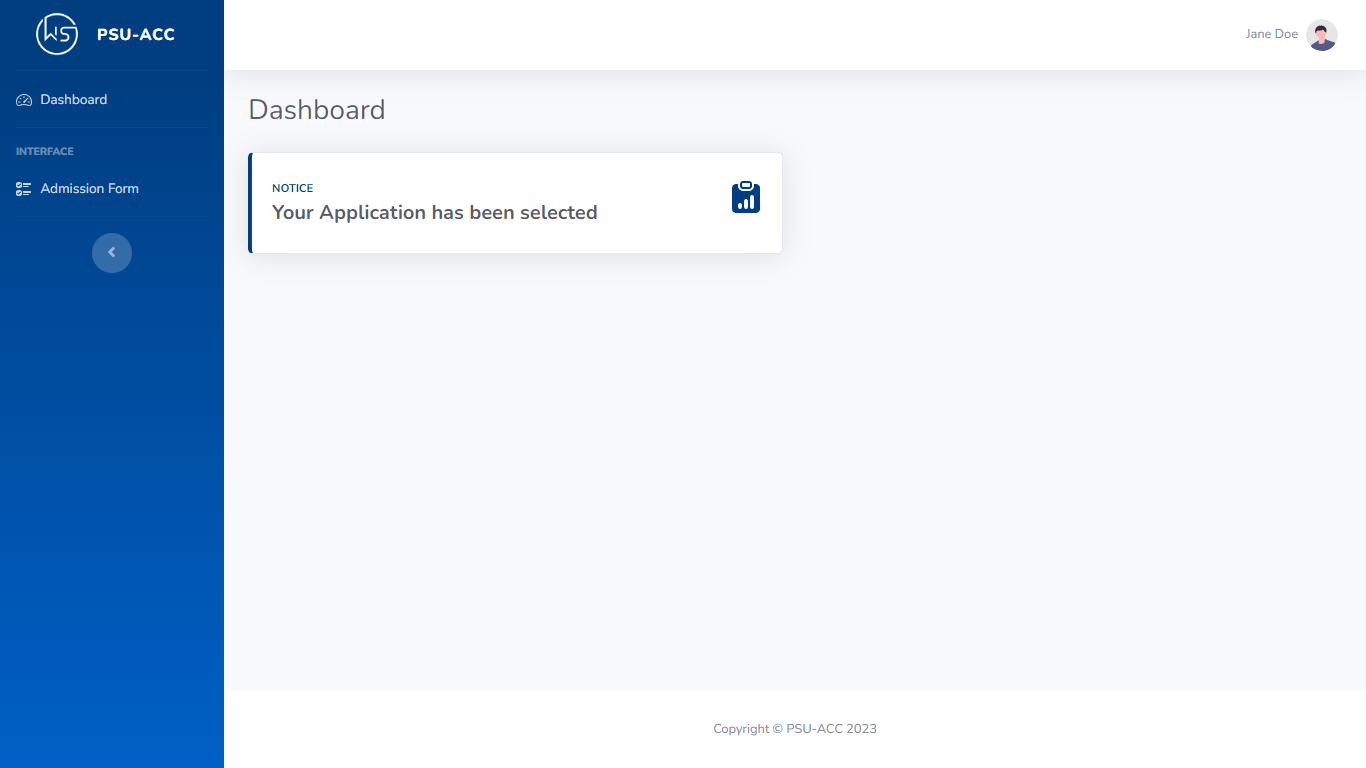 WS
PSU-ACC
Jane Doe
Dashboard
INTERFACE
Admission Form
Dashboard
NOTICE
Your Application has been selected
Copyright © PSU-ACC 2023